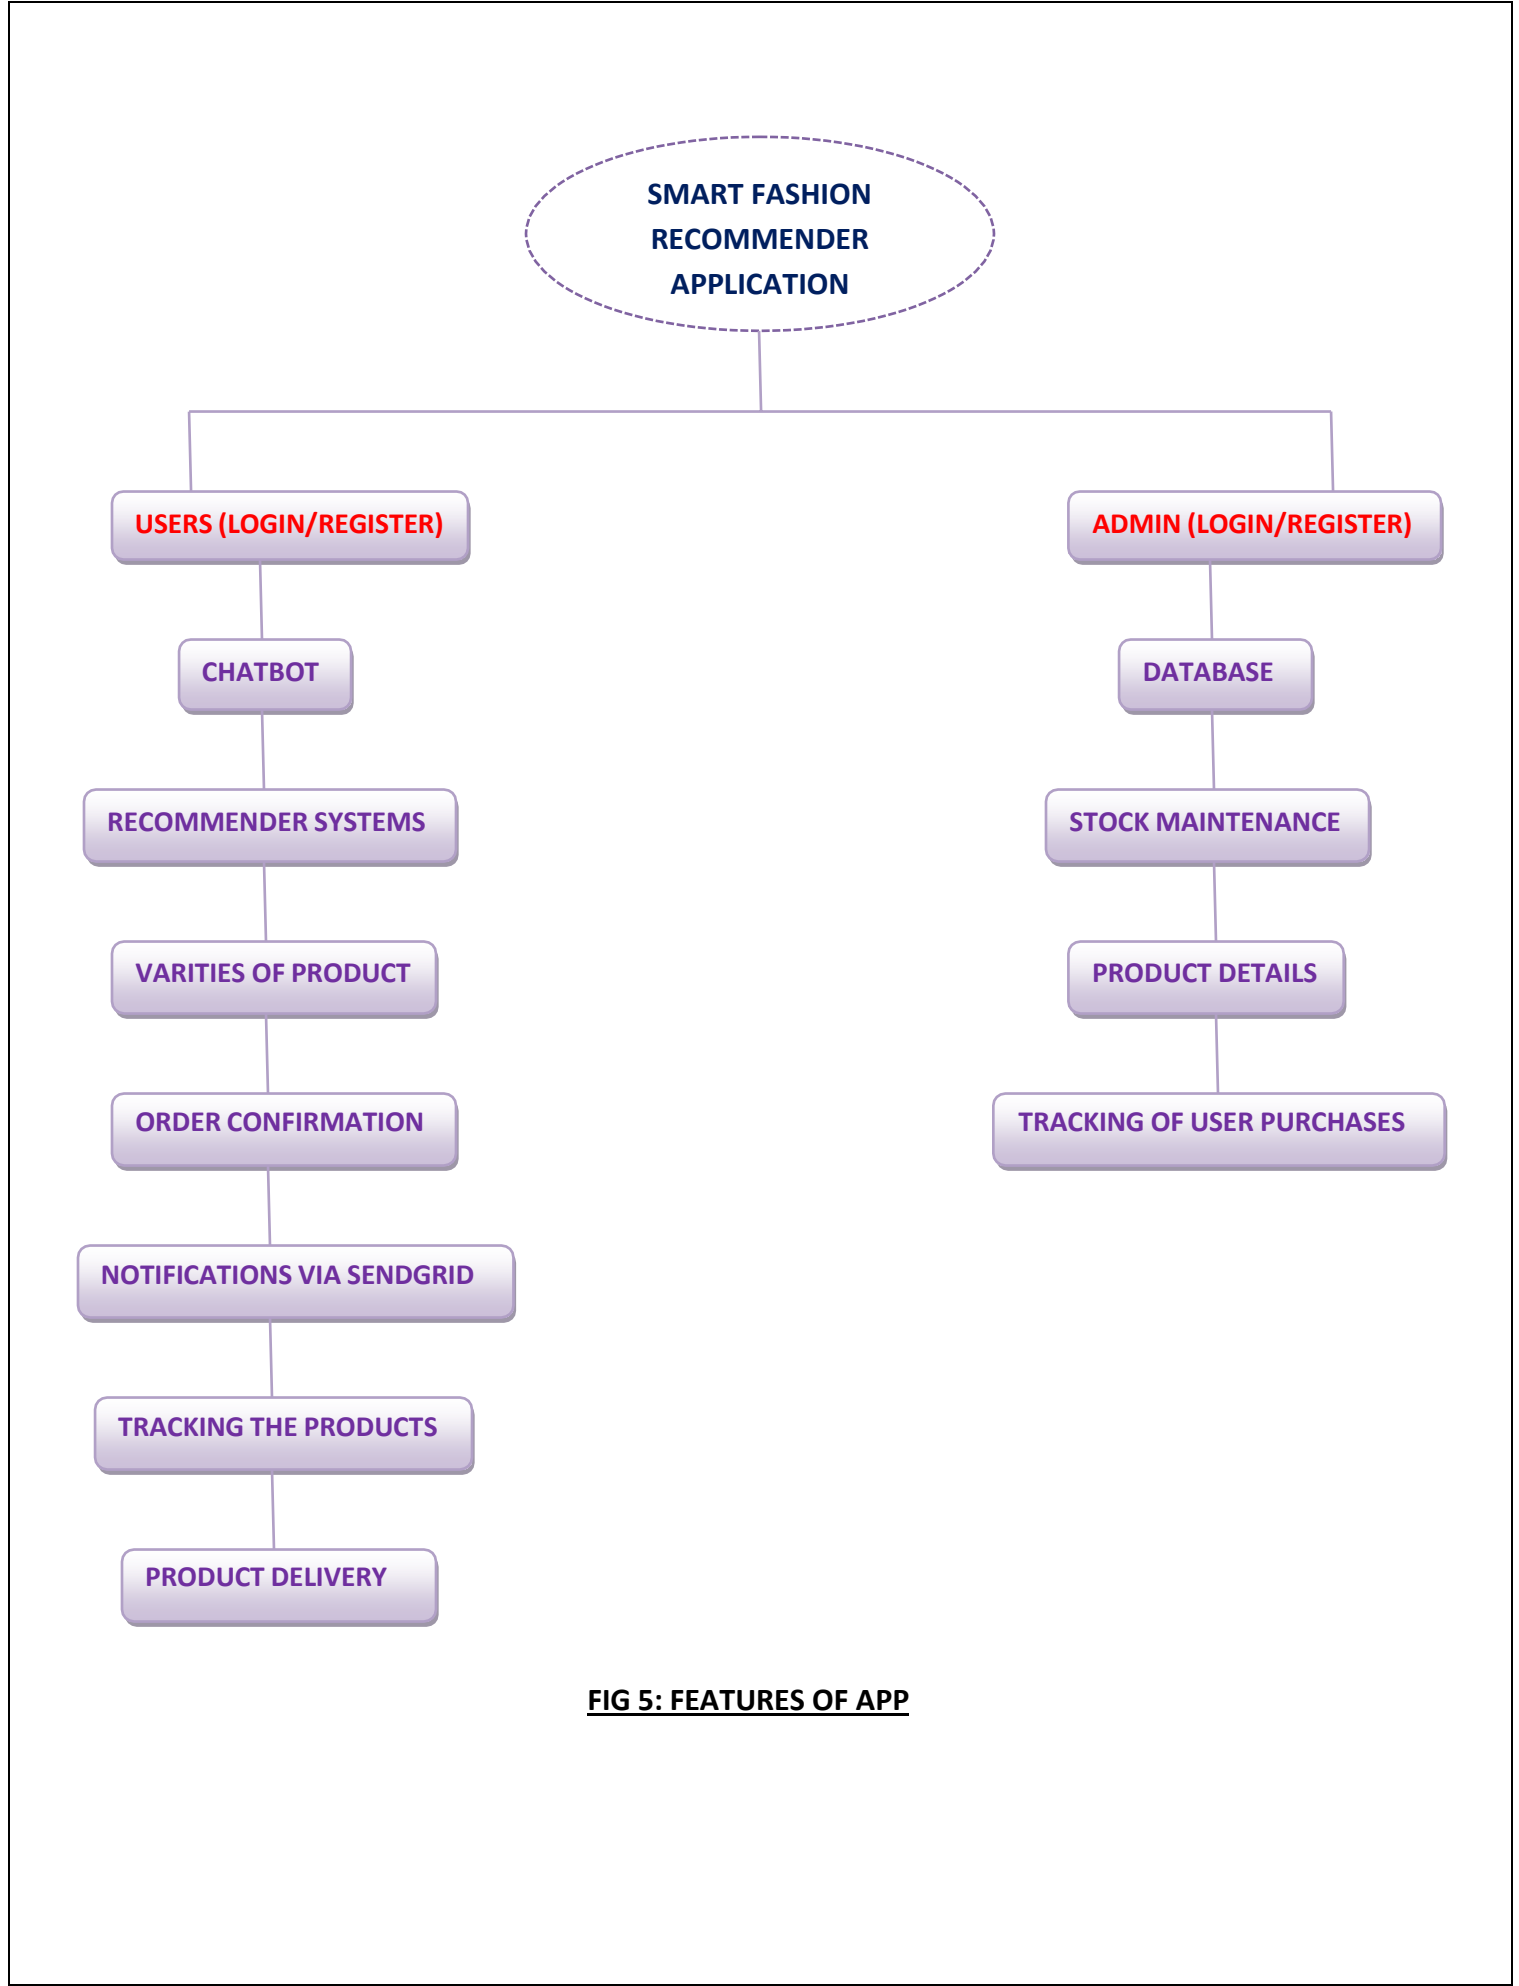 SMART FASHION
RECOMMENDER
APPLICATION
USERS (LOGIN/REGISTER)
CHATBOT
RECOMMENDER SYSTEMS
VARITIES OF PRODUCT
ORDER CONFIRMATION
NOTIFICATIONS VIA SENDGRID
TRACKING THE PRODUCTS
PRODUCT DELIVERY
ADMIN (LOGIN/REGISTER)
DATABASE
STOCK MAINTENANCE
PRODUCT DETAILS
TRACKING OF USER PURCHASES
FIG 5: FEATURES OF APP